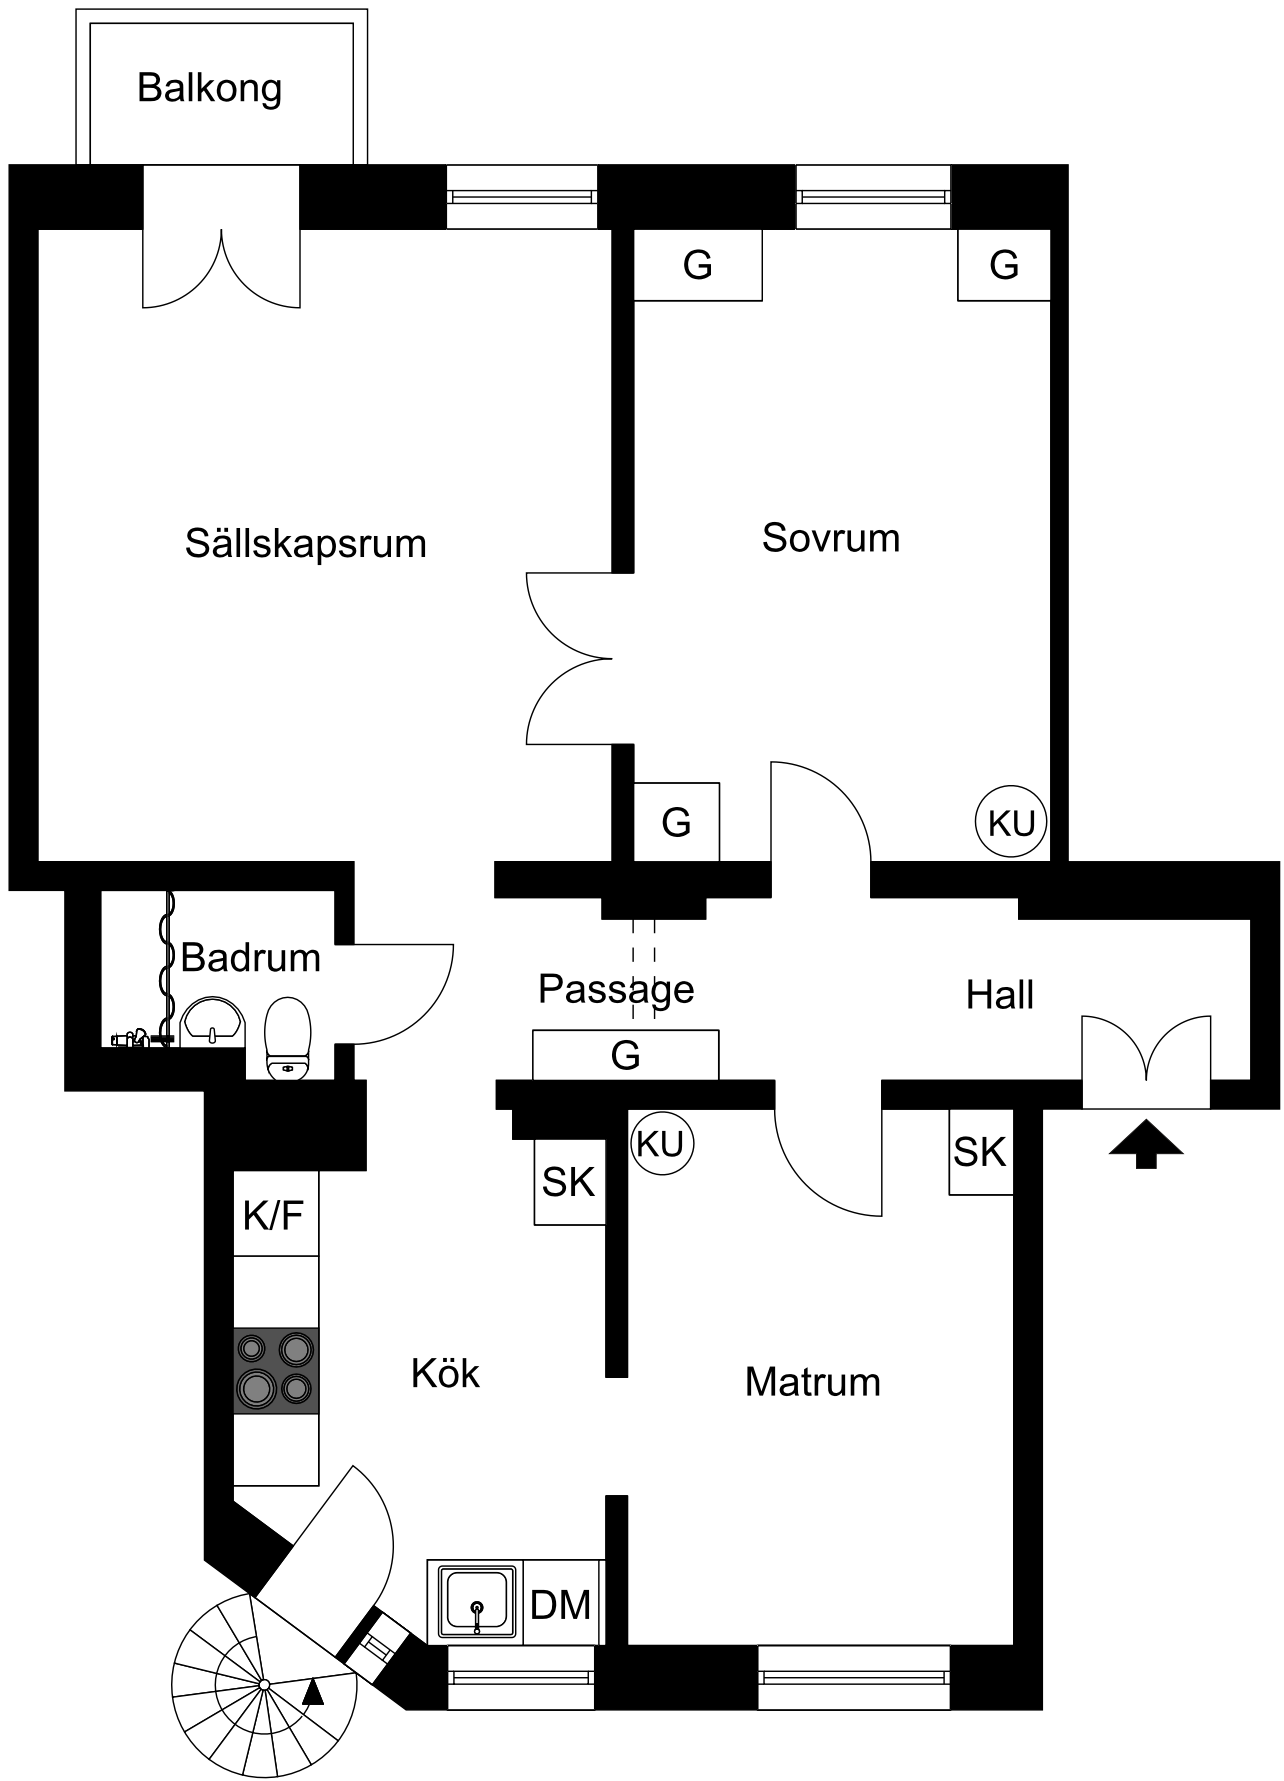 Balkong
G
G
Sällskapsrum
Sovrum
G
KU
Badrum
Passage
Hall
G
KU
SK
SK
K/F
Kök
Matrum
DM